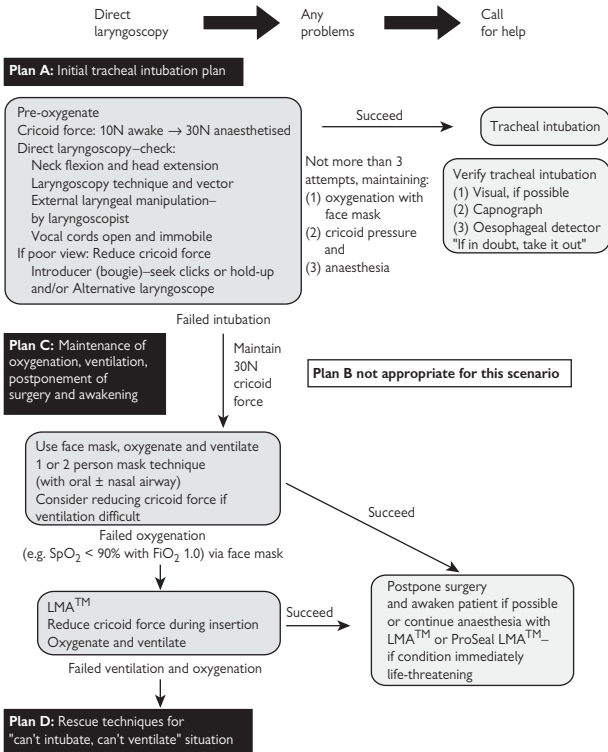 Direct
laryngoscopy
Any
problems
Call
for help
Plan A: Initial tracheal intubation plan
Pre-oxygenate
Cricoid force: 10N awake → 30N anaesthetised
Direct laryngoscopy–check:
Neck flexion and head extension
Laryngoscopy technique and vector
External laryngeal manipulation–
by laryngoscopist
Vocal cords open and immobile
If poor view: Reduce cricoid force
Introducer (bougie)–seek clicks or hold-up
and/or Alternative laryngoscope
Succeed
Not more than 3
attempts, maintaining:
(1) oxygenation with
face mask
(2) cricoid pressure
and
(3) anaesthesia
Tracheal intubation
Verify tracheal intubation
(1) Visual, if possible
(2) Capnograph
(3) Oesophageal detector
"If in doubt, take it out"
Failed intubation
Plan C: Maintenance of
oxygenation, ventilation,
postponement of
surgery and awakening
Maintain
30N
cricoid
force
Plan B not appropriate for this scenario
Use face mask, oxygenate and ventilate
1 or 2 person mask technique
(with oral ± nasal airway)
Consider reducing cricoid force if
ventilation difficult
Succeed
Failed oxygenation
(e.g. SpO2 < 90% with FiO2 1.0) via face mask
LMA™
Reduce cricoid force during insertion
Oxygenate and ventilate
Succeed
Postpone surgery
and awaken patient if possible
or continue anaesthesia with
LMA™ or ProSeal LMA™–
if condition immediately
life-threatening
Failed ventilation and oxygenation
Plan D: Rescue techniques for
"can't intubate, can't ventilate" situation